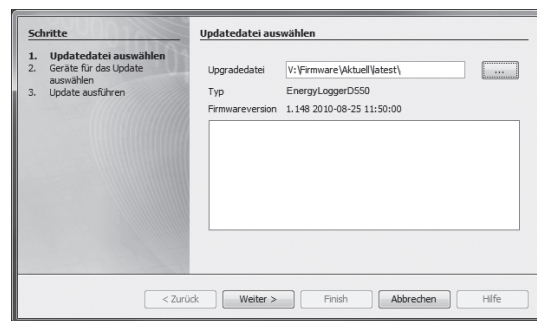 Schritte
1. Updatedatei auswählen
2. Geräte für das Update
auswählen
3. Update ausführen
Updatedatei auswählen
Upgradedatei V:\Firmware\Aktuell\latest\ ...
Typ EnergyLoggerD550
Firmwareversion 1.148 2010-08-25 11:50:00
< Zurück Weiter > Finish Abbrechen Hilfe